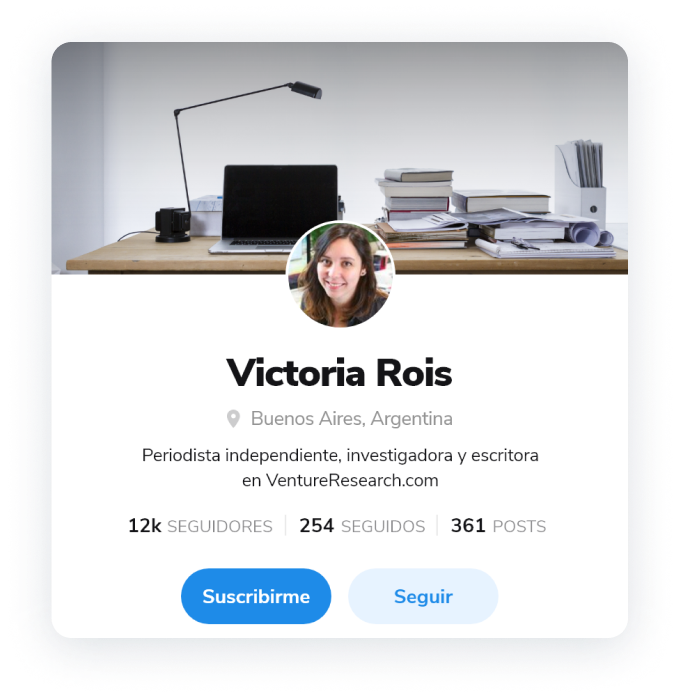 Victoria Rois
Buenos Aires, Argentina
Periodista independiente, investigadora y escritora
en VentureResearch.com
12k SEGUIDORES 254 SEGUIDOS 361 POSTS
Suscribirme Seguir